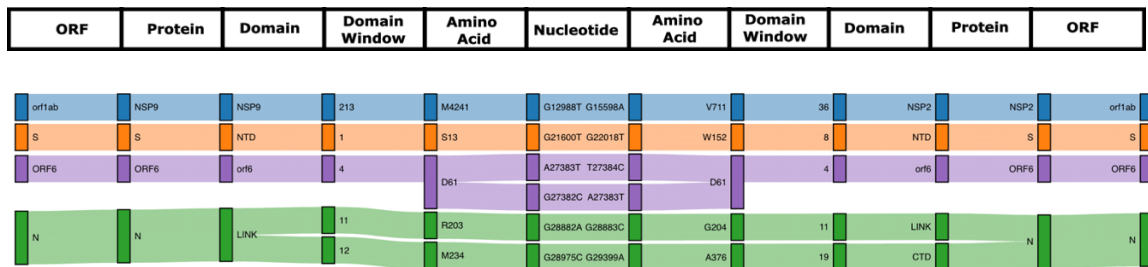 ORF Protein Domain Domain Window Amino Acid Nucleotide Amino Acid Domain Window Domain Protein ORF
orf1ab NSP9 NSP9 213 M4241 G12988T G15598A V711 36 NSP2 NSP2 orf1ab
S S NTD 1 S13 G21600T G22018T W152 8 NTD S S
ORF6 ORF6 orf6 4 D61 A27383T T27384C D61 4 orf6 ORF6 ORF6
G27382C A27383T
N N LINK 11 R203 G28882A G28883C G204 11 LINK N N
12 M234 G28975C G29399A A376 19 CTD